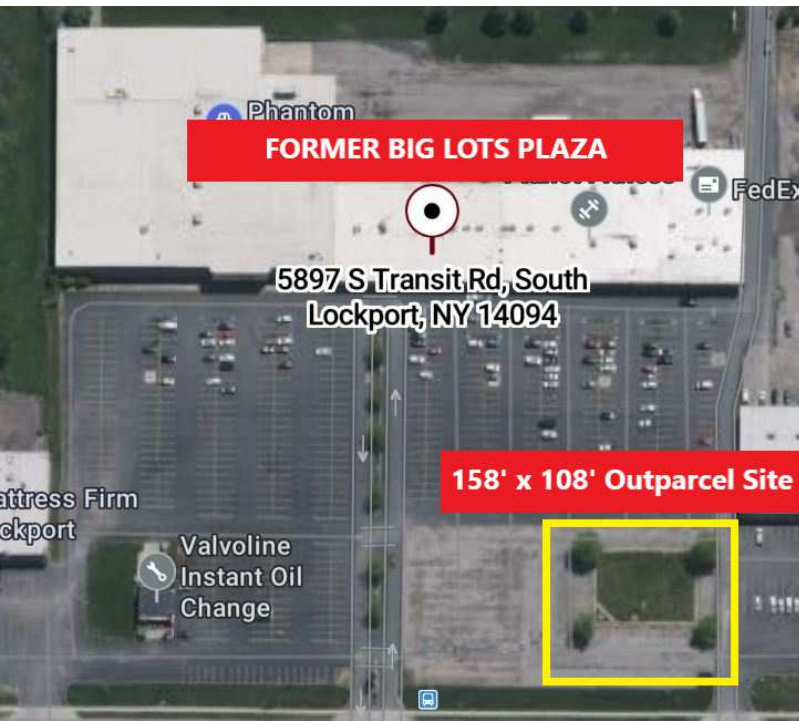 Phantom
FORMER BIG LOTS PLAZA
FedEx
5897 S Transit Rd, South
Lockport, NY 14094
158' x 108' Outparcel Site
attress Firm
ckport
Valvoline
Instant Oil
Change